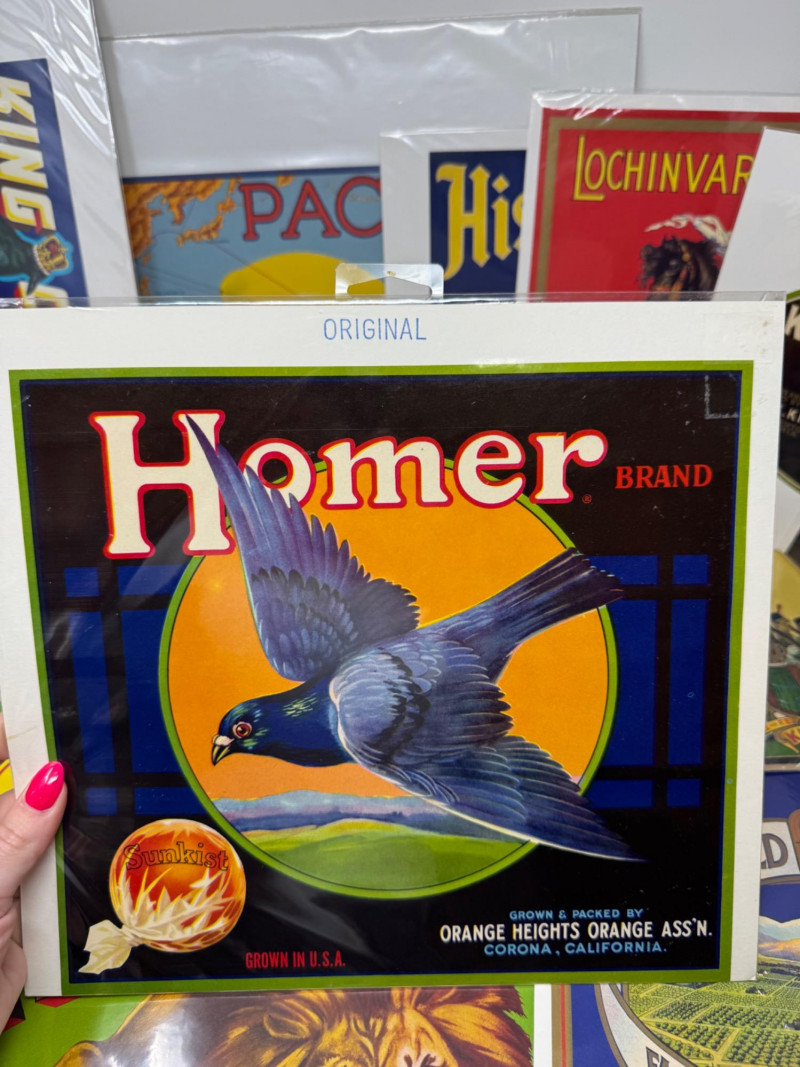 KING
PAC
His
LOCHINVAR
ORIGINAL
Homer
BRAND
Sunkist
GROWN & PACKED BY
ORANGE HEIGHTS ORANGE ASS'N.
CORONA, CALIFORNIA.
GROWN IN U.S.A.